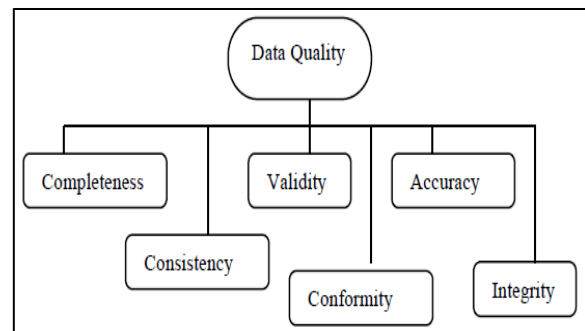 Data Quality
Completeness
Validity
Accuracy
Consistency
Conformity
Integrity